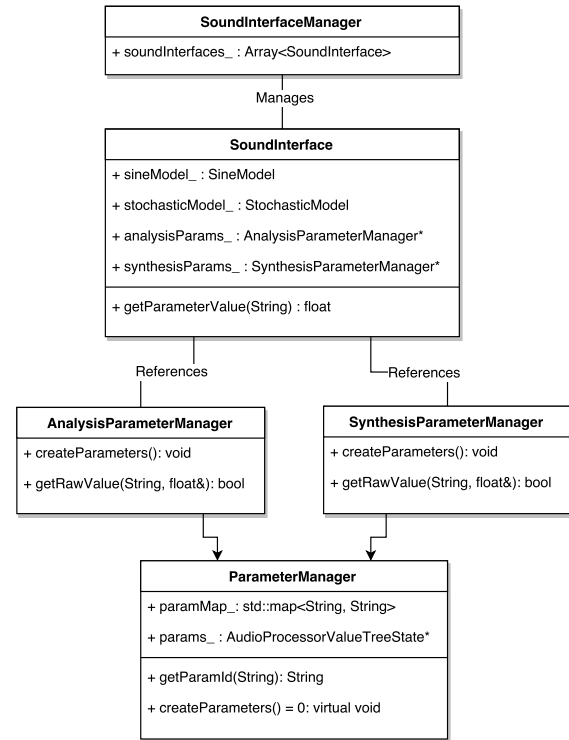 SoundInterfaceManager
+ soundInterfaces_ : Array<SoundInterface>
Manages
SoundInterface
+ sineModel_ : SineModel
+ stochasticModel_ : StochasticModel
+ analysisParams_ : AnalysisParameterManager*
+ synthesisParams_ : SynthesisParameterManager*
+ getParameterValue(String) : float
References
References
AnalysisParameterManager
+ createParameters(): void
+ getRawValue(String, float&): bool
SynthesisParameterManager
+ createParameters(): void
+ getRawValue(String, float&): bool
ParameterManager
+ paramMap_: std::map<String, String>
+ params_ : AudioProcessorValueTreeState*
+ getParamId(String): String
+ createParameters() = 0: virtual void